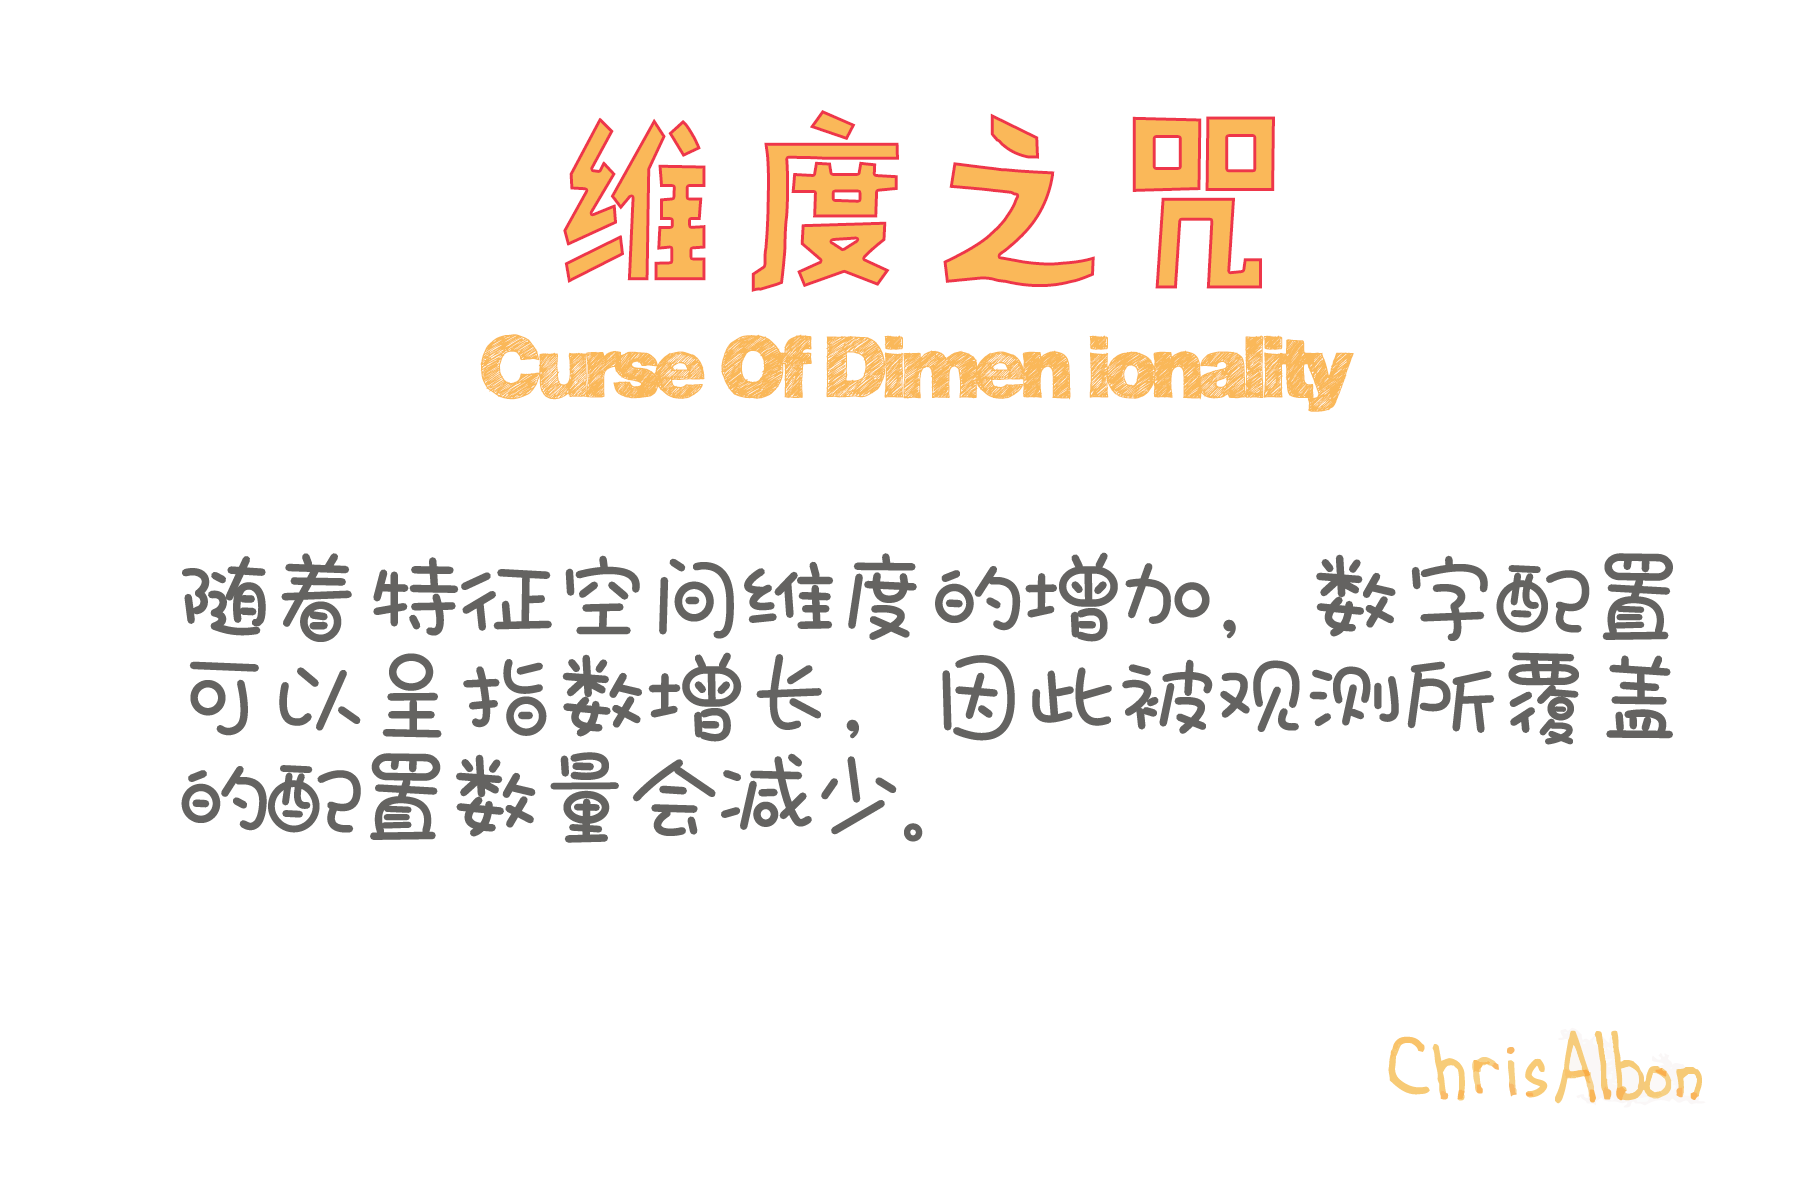 维度之咒
Curse Of Dimen ionality
随着特征空间维度的增加，数字配置
可以呈指数增长，因此被观测所覆盖
的配置数量会减少。
ChrisAlbon